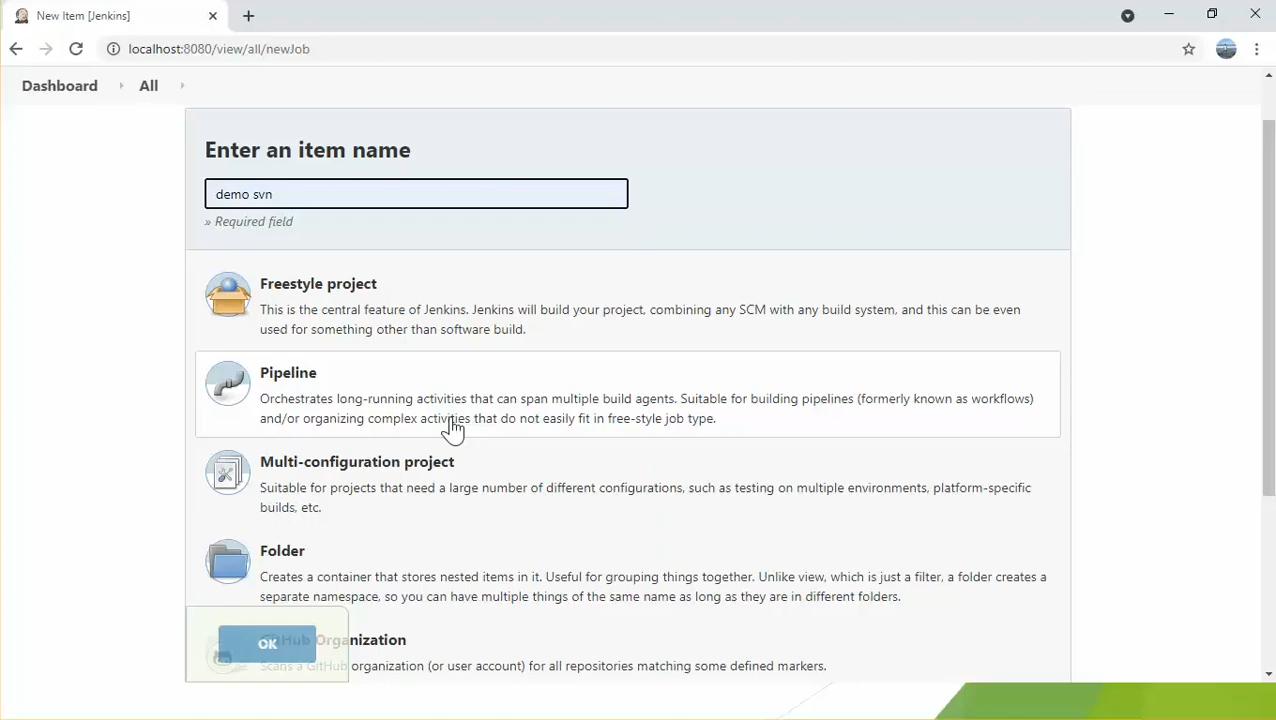 New Item [Jenkins]
localhost:8080/view/all/newJob
Dashboard All
Enter an item name
demo svn
» Required field
Freestyle project
This is the central feature of Jenkins. Jenkins will build your project, combining any SCM with any build system, and this can be even
used for something other than software build.
Pipeline
Orchestrates long-running activities that can span multiple build agents. Suitable for building pipelines (formerly known as workflows)
and/or organizing complex activities that do not easily fit in free-style job type.
Multi-configuration project
Suitable for projects that need a large number of different configurations, such as testing on multiple environments, platform-specific
builds, etc.
Folder
Creates a container that stores nested items in it. Useful for grouping things together. Unlike view, which is just a filter, a folder creates a
separate namespace, so you can have multiple things of the same name as long as they are in different folders.
GitHub Organization
OK
Scans a GitHub organization (or user account) for all repositories matching some defined markers.